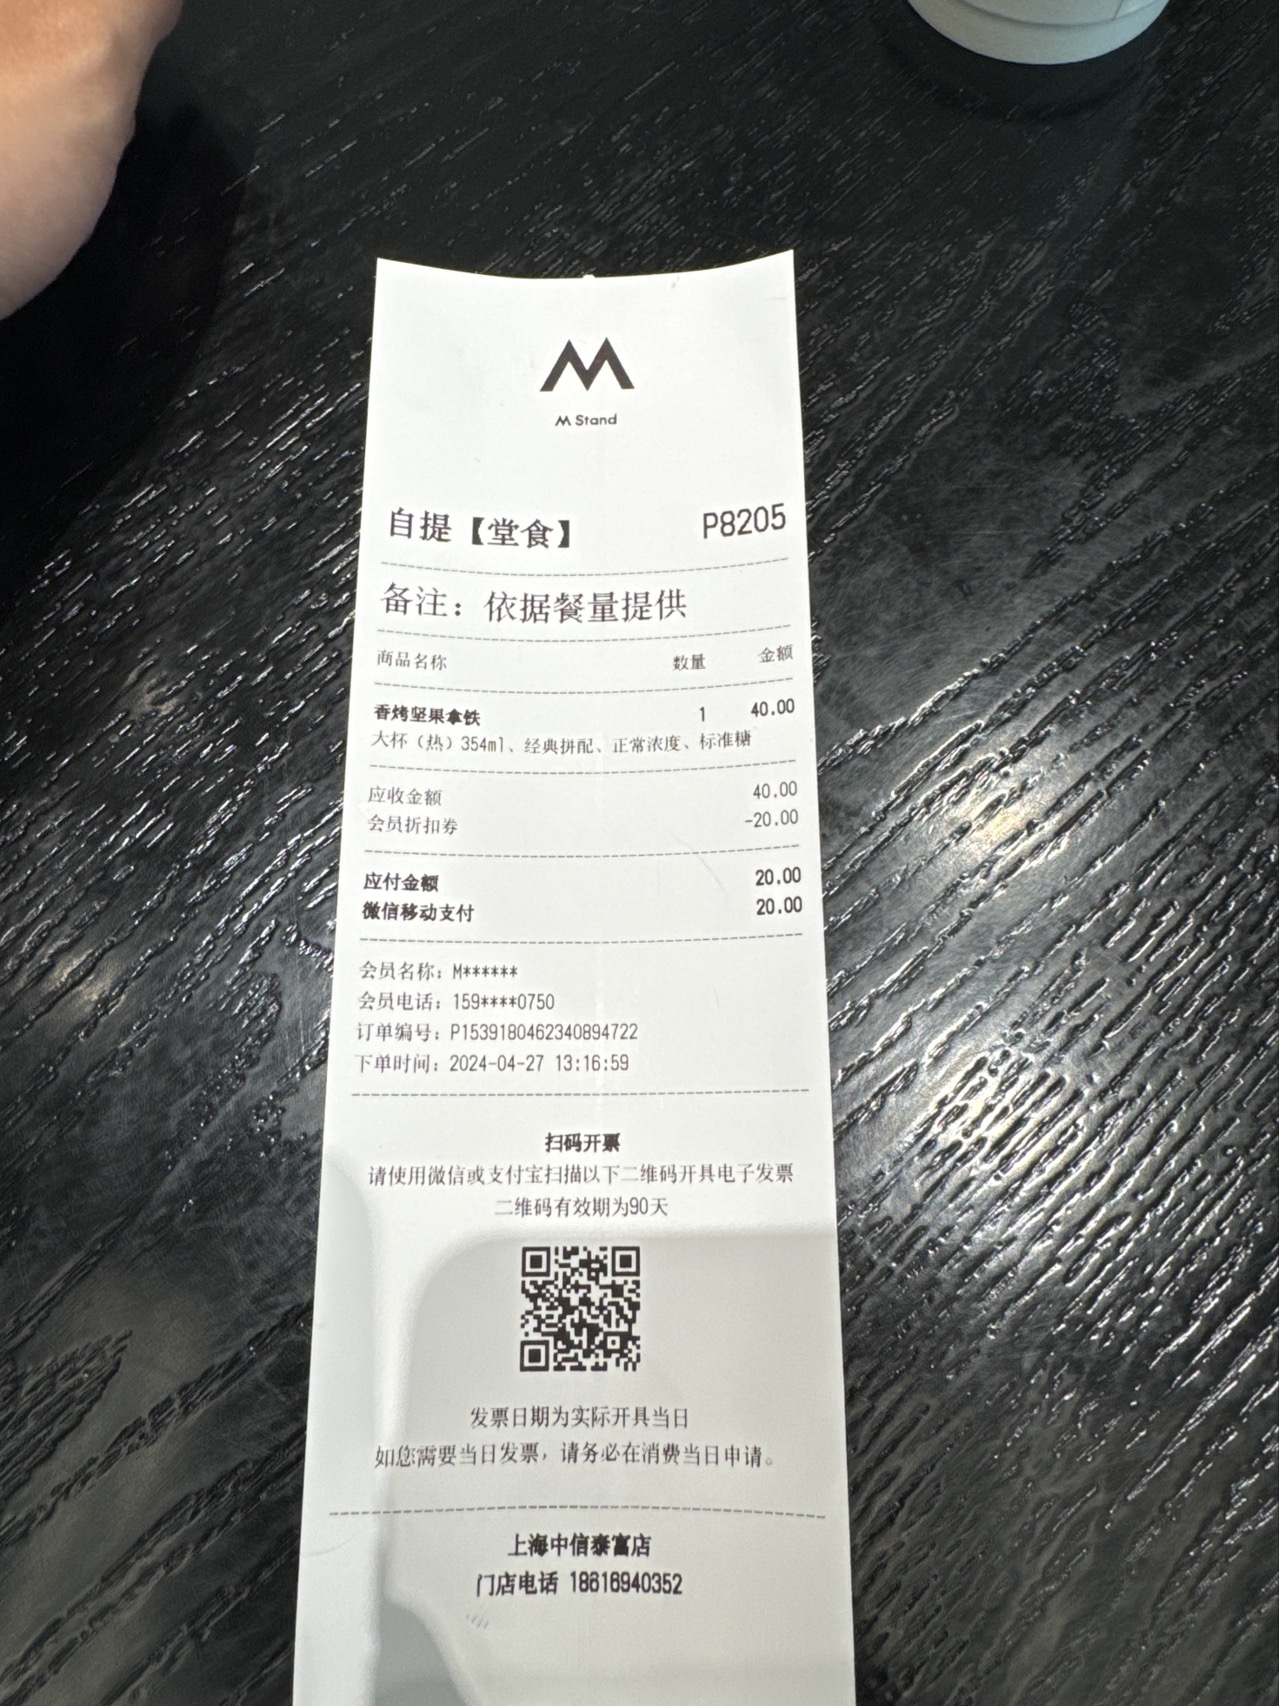 M Stand
自提【堂食】 P8205
备注：依据餐量提供
商品名称 数量 金额
香烤坚果拿铁 1 40.00
大杯（热）354ml、经典拼配、正常浓度、标准糖
应收金额 40.00
会员折扣券 -20.00
应付金额 20.00
微信移动支付 20.00
会员名称：M******
会员电话：159****0750
订单编号：P1539180462340894722
下单时间：2024-04-27 13:16:59
扫码开票
请使用微信或支付宝扫描以下二维码开具电子发票
二维码有效期为90天
发票日期为实际开具当日
如您需要当日发票，请务必在消费当日申请。
上海中信泰富店
门店电话 18616940352